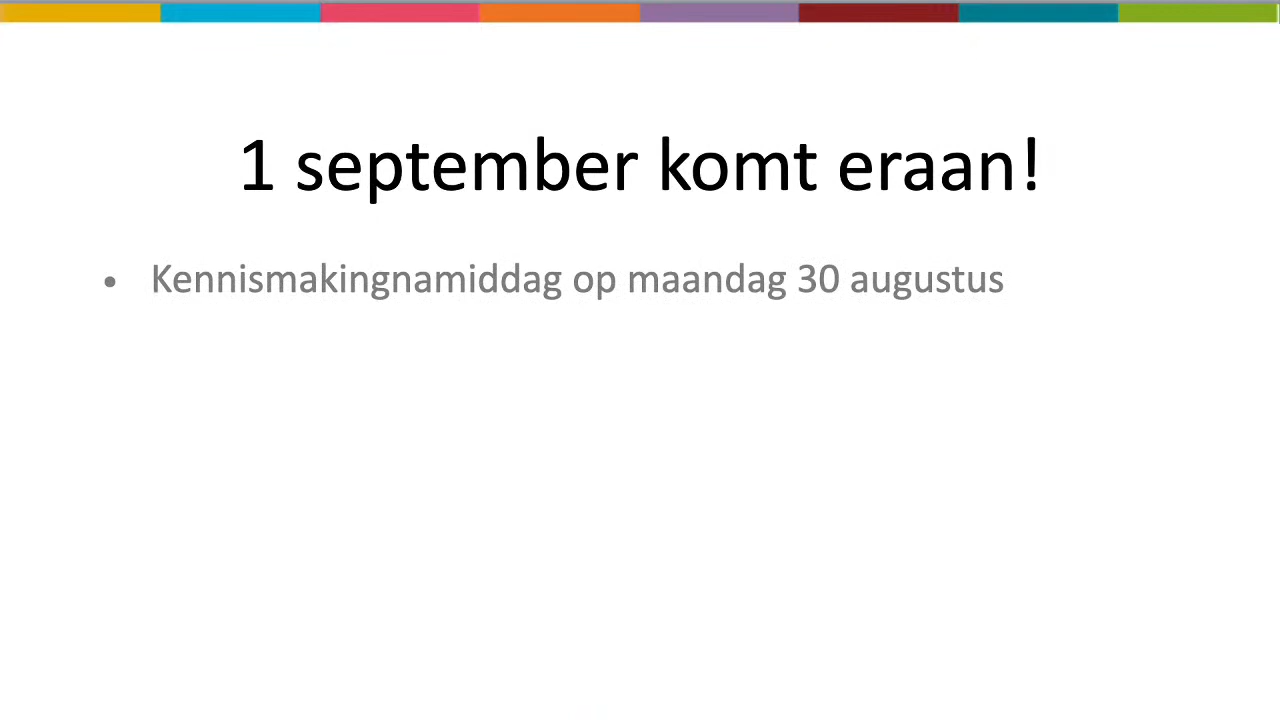 1 september komt eraan!
• Kennismakingnamiddag op maandag 30 augustus